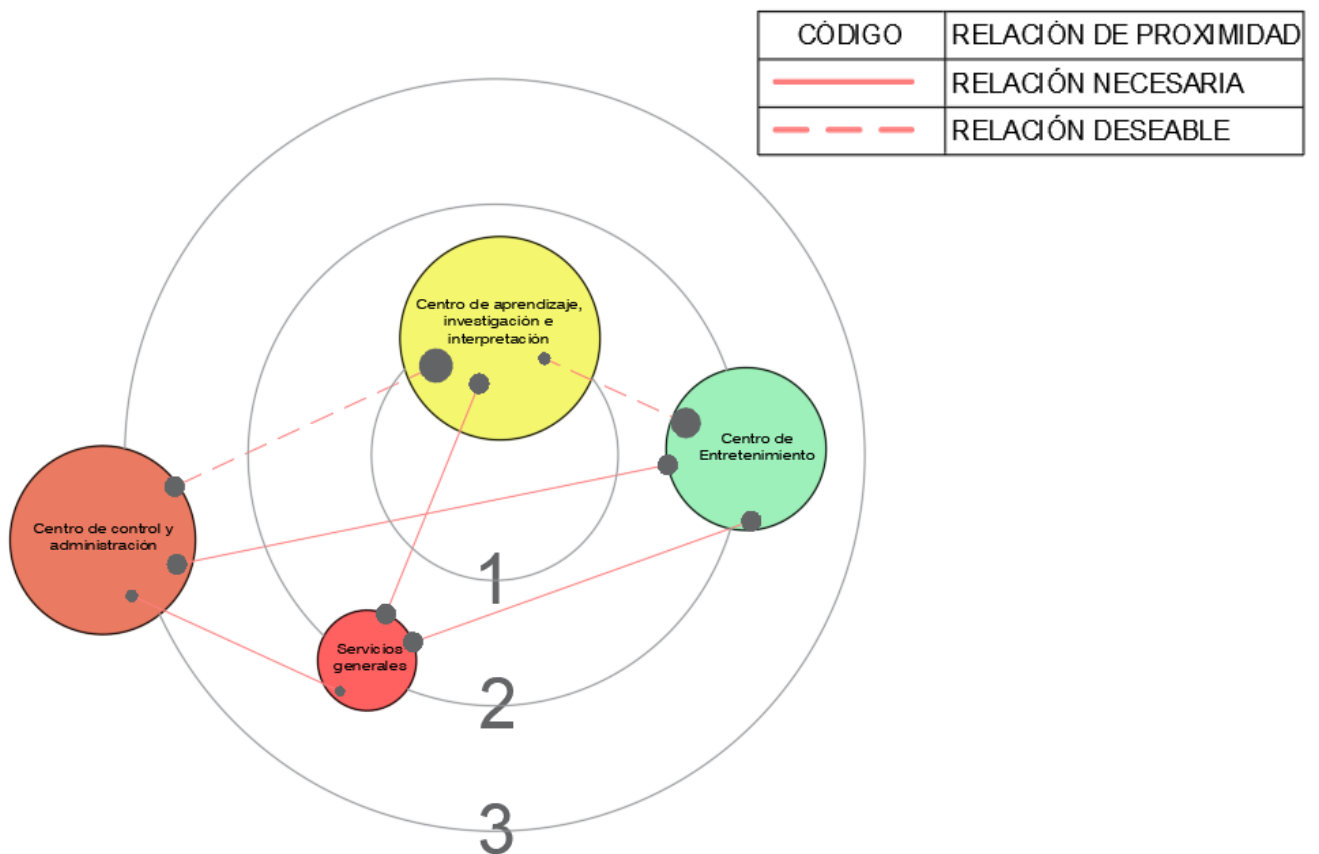 CÓDIGO RELACIÓN DE PROXIMIDAD
RELACIÓN NECESARIA
RELACIÓN DESEABLE
Centro de aprendizaje,
investigación e
interpretación
Centro de
Entretenimiento
Centro de control y
administración
Servicios
generales
1
2
3